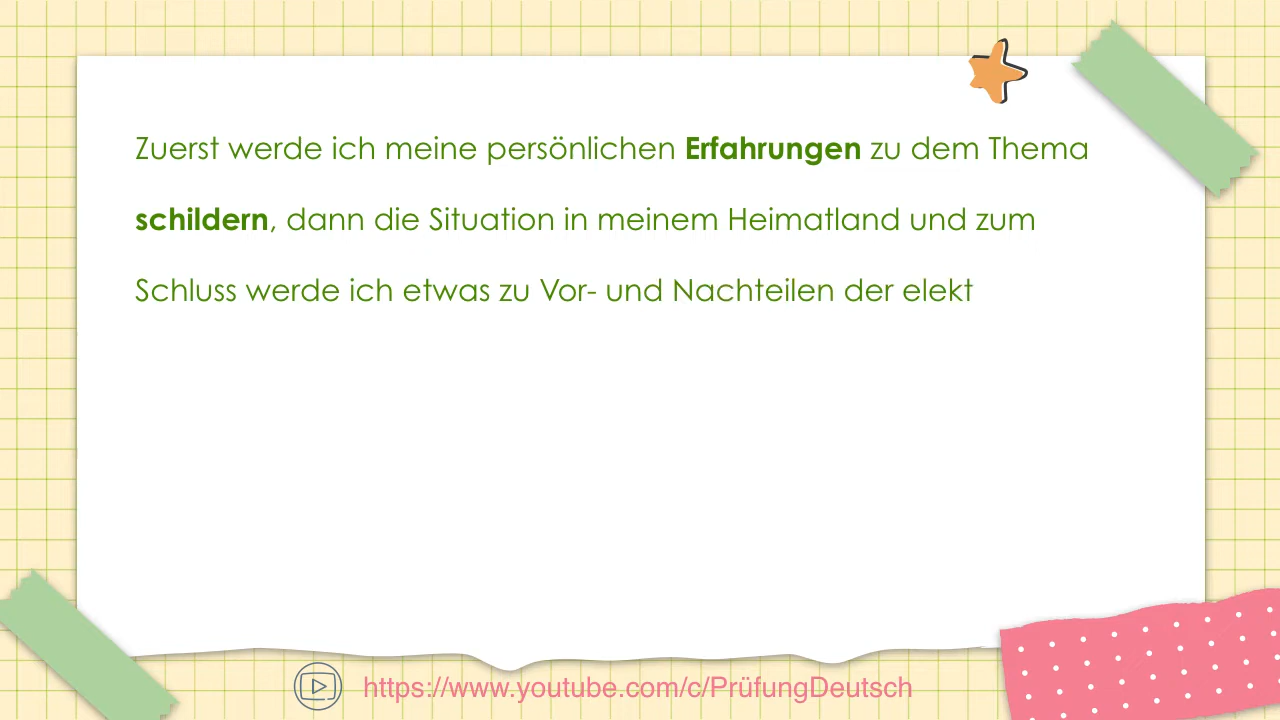 Zuerst werde ich meine persönlichen Erfahrungen zu dem Thema
schildern, dann die Situation in meinem Heimatland und zum
Schluss werde ich etwas zu Vor- und Nachteilen der elekt
https://www.youtube.com/c/PrüfungDeutsch